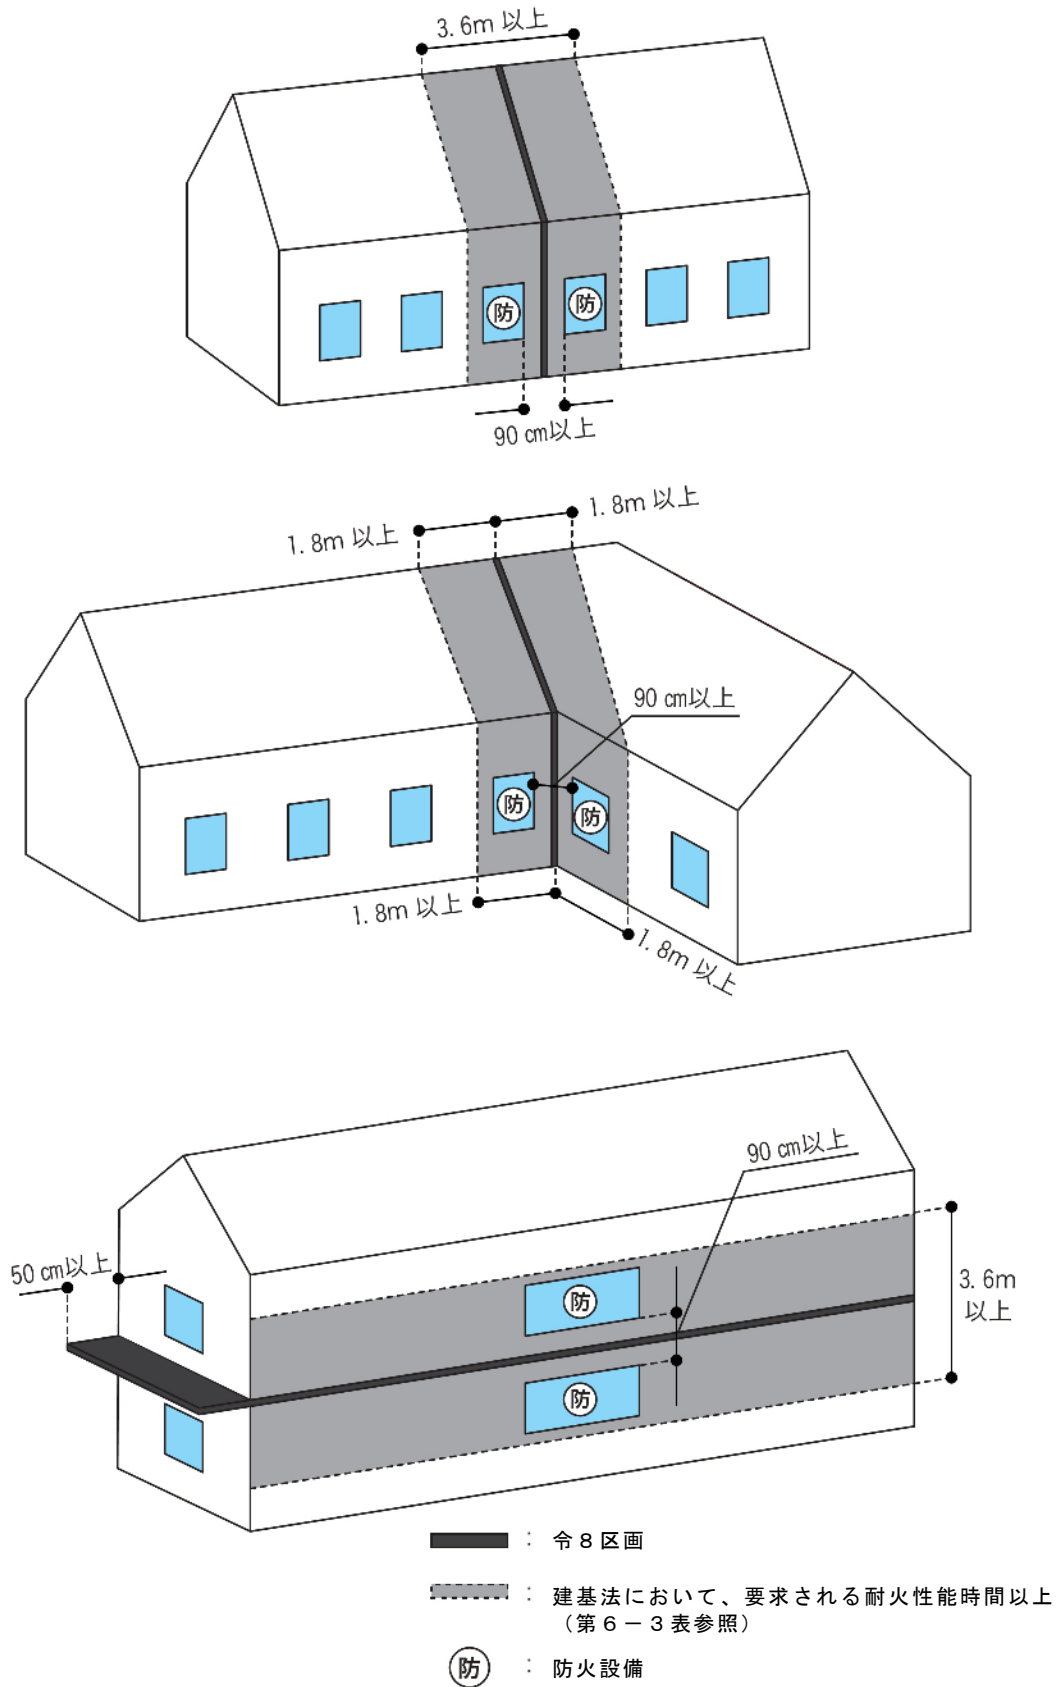 3.6m 以上
防
防
90 cm以上
1.8m 以上
1.8m 以上
90 cm以上
防
防
1.8m 以上
1.8m 以上
90 cm以上
50 cm以上
防
3.6m
以上
防
： 令８区画
： 建基法において、要求される耐火性能時間以上
（第６－３表参照）
防 ： 防火設備